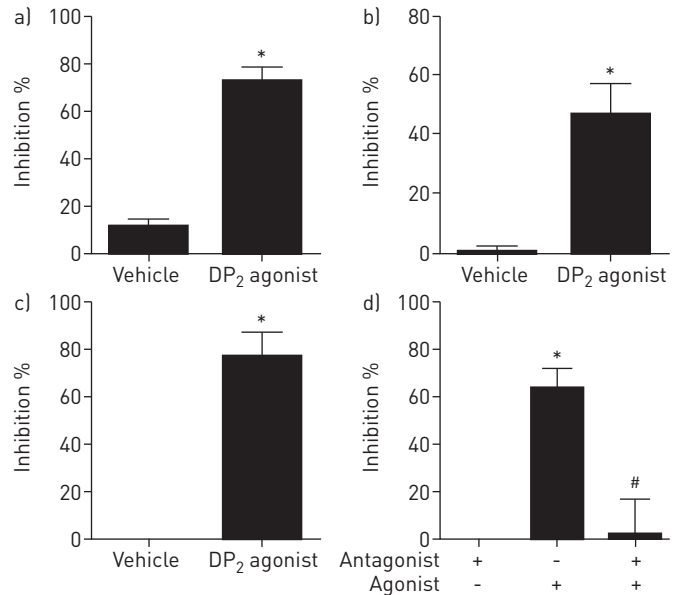 a)
100
80
60
40
20
0
Inhibition %
*
Vehicle
DP₂ agonist
b)
80
60
40
20
0
Inhibition %
*
Vehicle
DP₂ agonist
c)
100
80
60
40
20
0
Inhibition %
*
Vehicle
DP₂ agonist
d)
100
80
60
40
20
0
Inhibition %
*
#
Antagonist + - +
Agonist - + +